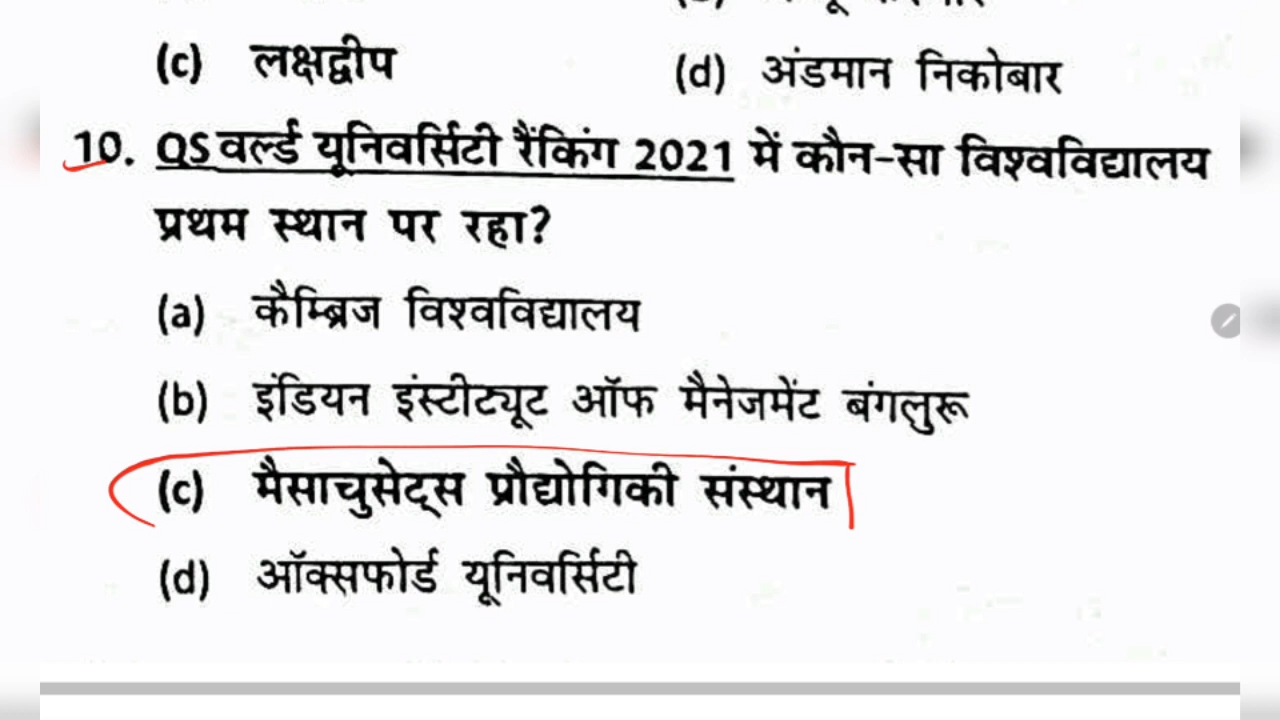 (c) लक्षद्वीप (d) अंडमान निकोबार
10. QS वर्ल्ड यूनिवर्सिटी रैंकिंग 2021 में कौन-सा विश्वविद्यालय
प्रथम स्थान पर रहा?
(a) कैम्ब्रिज विश्वविद्यालय
(b) इंडियन इंस्टीट्यूट ऑफ मैनेजमेंट बंगलुरू
(c) मैसाचुसेट्स प्रौद्योगिकी संस्थान
(d) ऑक्सफोर्ड यूनिवर्सिटी